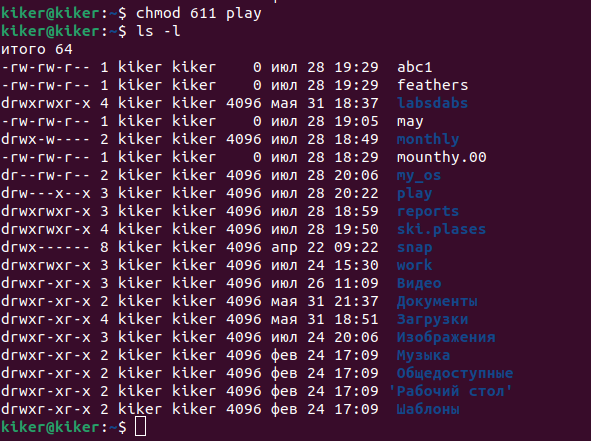 kiker@kiker:~$ chmod 611 play
kiker@kiker:~$ ls -l
итого 64
-rw-rw-r-- 1 kiker kiker    0 июл 28 19:29  abc1
-rw-rw-r-- 1 kiker kiker    0 июл 28 19:29  feathers
drwxrwxr-x 4 kiker kiker 4096 мая 31 18:37  labsdabs
-rw-rw-r-- 1 kiker kiker    0 июл 28 19:05  may
drwx-w---- 2 kiker kiker 4096 июл 28 18:49  monthly
-rw-rw-r-- 1 kiker kiker    0 июл 28 18:29  mounthy.00
dr--rw-r-- 2 kiker kiker 4096 июл 28 20:06  my_os
drw---x--x 3 kiker kiker 4096 июл 28 20:22  play
drwxrwxr-x 3 kiker kiker 4096 июл 28 18:59  reports
drwxrwxr-x 4 kiker kiker 4096 июл 28 19:50  ski.plases
drwx------ 8 kiker kiker 4096 апр 22 09:22  snap
drwxrwxr-x 3 kiker kiker 4096 июл 24 15:30  work
drwxr-xr-x 3 kiker kiker 4096 июл 26 11:09  Видео
drwxr-xr-x 2 kiker kiker 4096 мая 31 21:37  Документы
drwxr-xr-x 4 kiker kiker 4096 мая 31 18:51  Загрузки
drwxr-xr-x 3 kiker kiker 4096 июл 24 20:06  Изображения
drwxr-xr-x 2 kiker kiker 4096 фев 24 17:09  Музыка
drwxr-xr-x 2 kiker kiker 4096 фев 24 17:09  Общедоступные
drwxr-xr-x 2 kiker kiker 4096 фев 24 17:09 'Рабочий стол'
drwxr-xr-x 2 kiker kiker 4096 фев 24 17:09  Шаблоны
kiker@kiker:~$